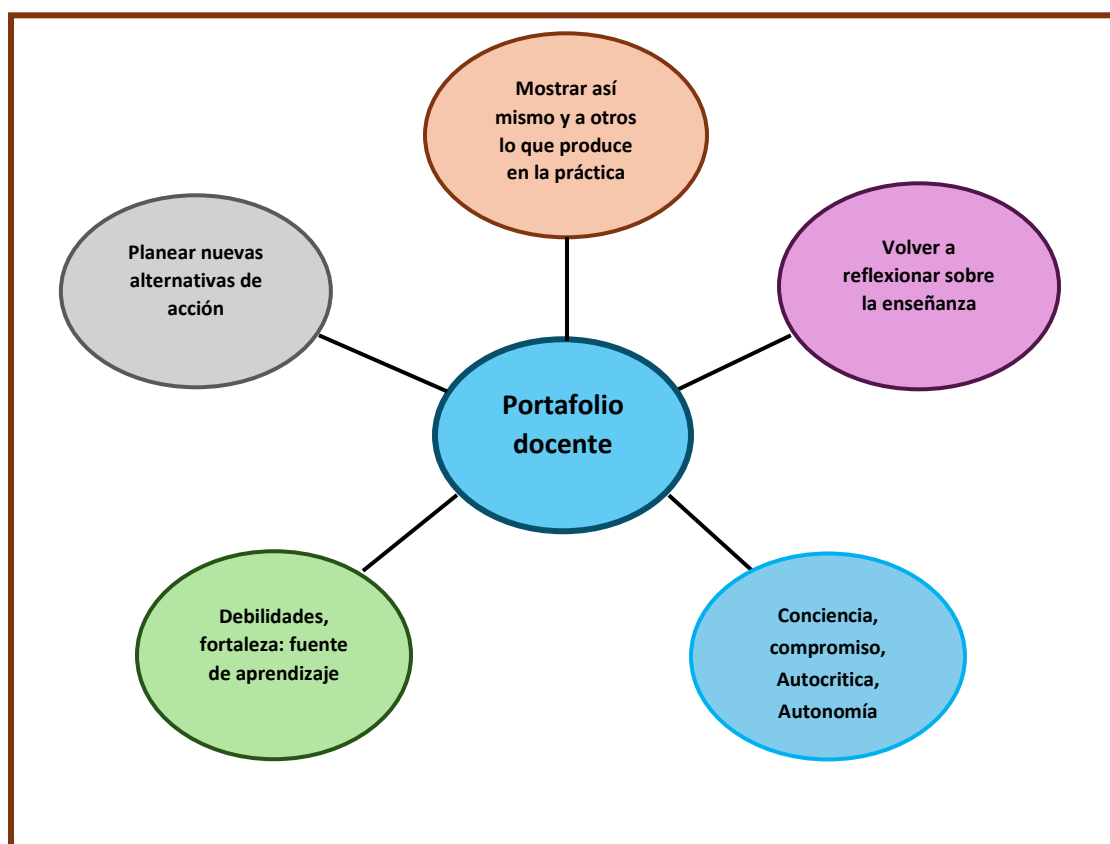 Mostrar así
mismo y a otros
lo que produce
en la práctica
Planear nuevas
alternativas de
acción
Volver a
reflexionar sobre
la enseñanza
Portafolio
docente
Debilidades,
fortaleza: fuente
de aprendizaje
Conciencia,
compromiso,
Autocritica,
Autonomía